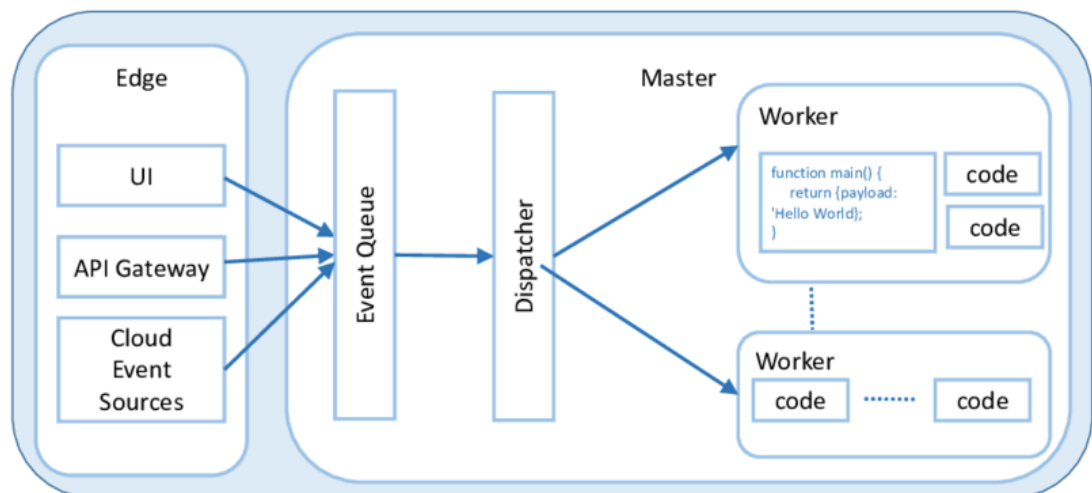 Edge
UI
API Gateway
Cloud
Event
Sources
Event Queue
Dispatcher
Master
Worker
function main() {
return {payload:
'Hello World};
}
code
code
Worker
code
code